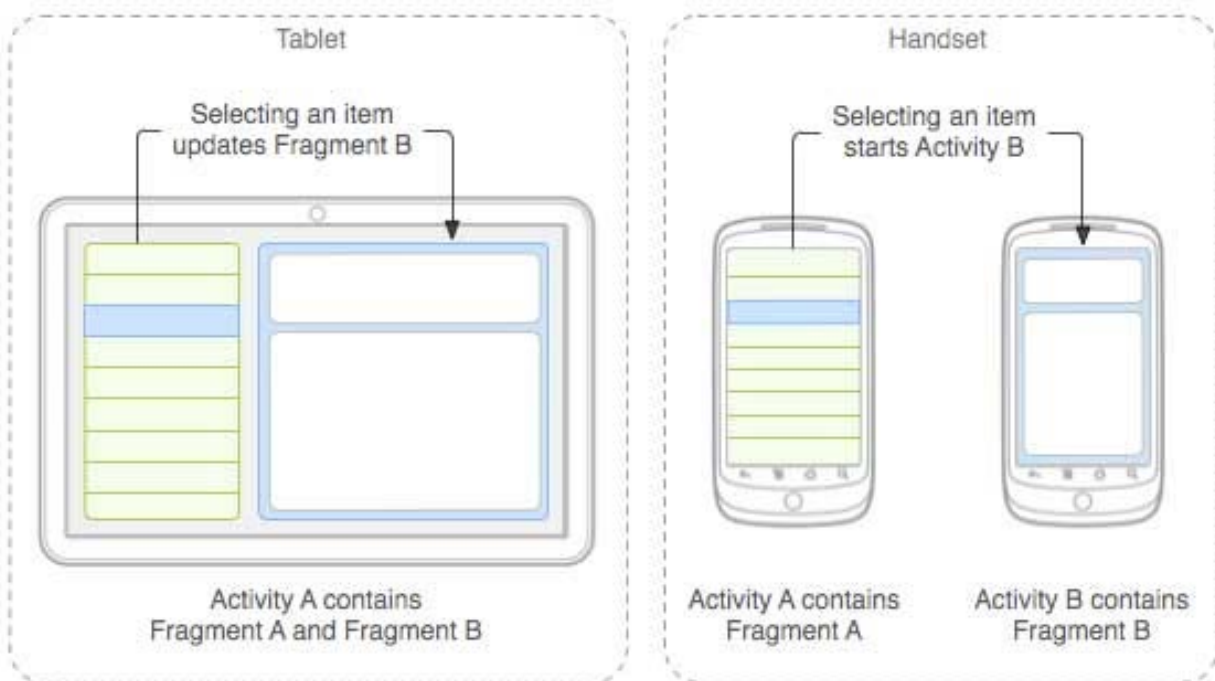 Tablet
Selecting an item
updates Fragment B
Activity A contains
Fragment A and Fragment B
Handset
Selecting an item
starts Activity B
Activity A contains
Fragment A
Activity B contains
Fragment B